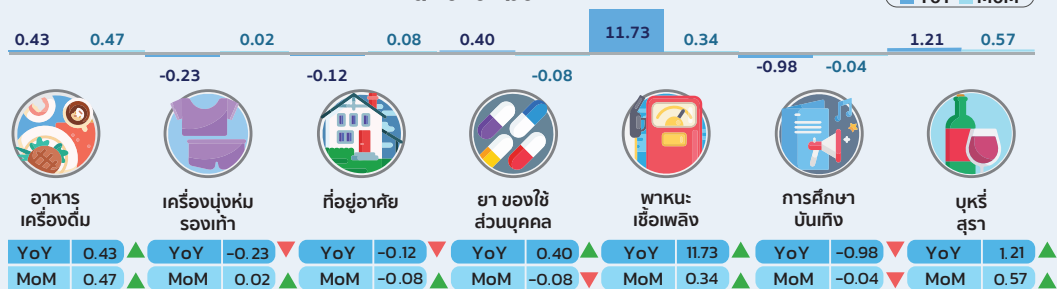 YoY MoM
0.43 0.47 0.02 0.08 0.40 11.73 0.34 1.21 0.57
-0.23 -0.12 -0.08 -0.98 -0.04
อาหาร
เครื่องดื่ม
เครื่องนุ่งห่ม
รองเท้า
ที่อยู่อาศัย
ยา ของใช้
ส่วนบุคคล
พาหนะ
เชื้อเพลิง
การศึกษา
บันเทิง
บุหรี่
สุรา
YoY 0.43 YoY -0.23 YoY -0.12 YoY 0.40 YoY 11.73 YoY -0.98 YoY 1.21
MoM 0.47 MoM 0.02 MoM -0.08 MoM -0.08 MoM 0.34 MoM -0.04 MoM 0.57